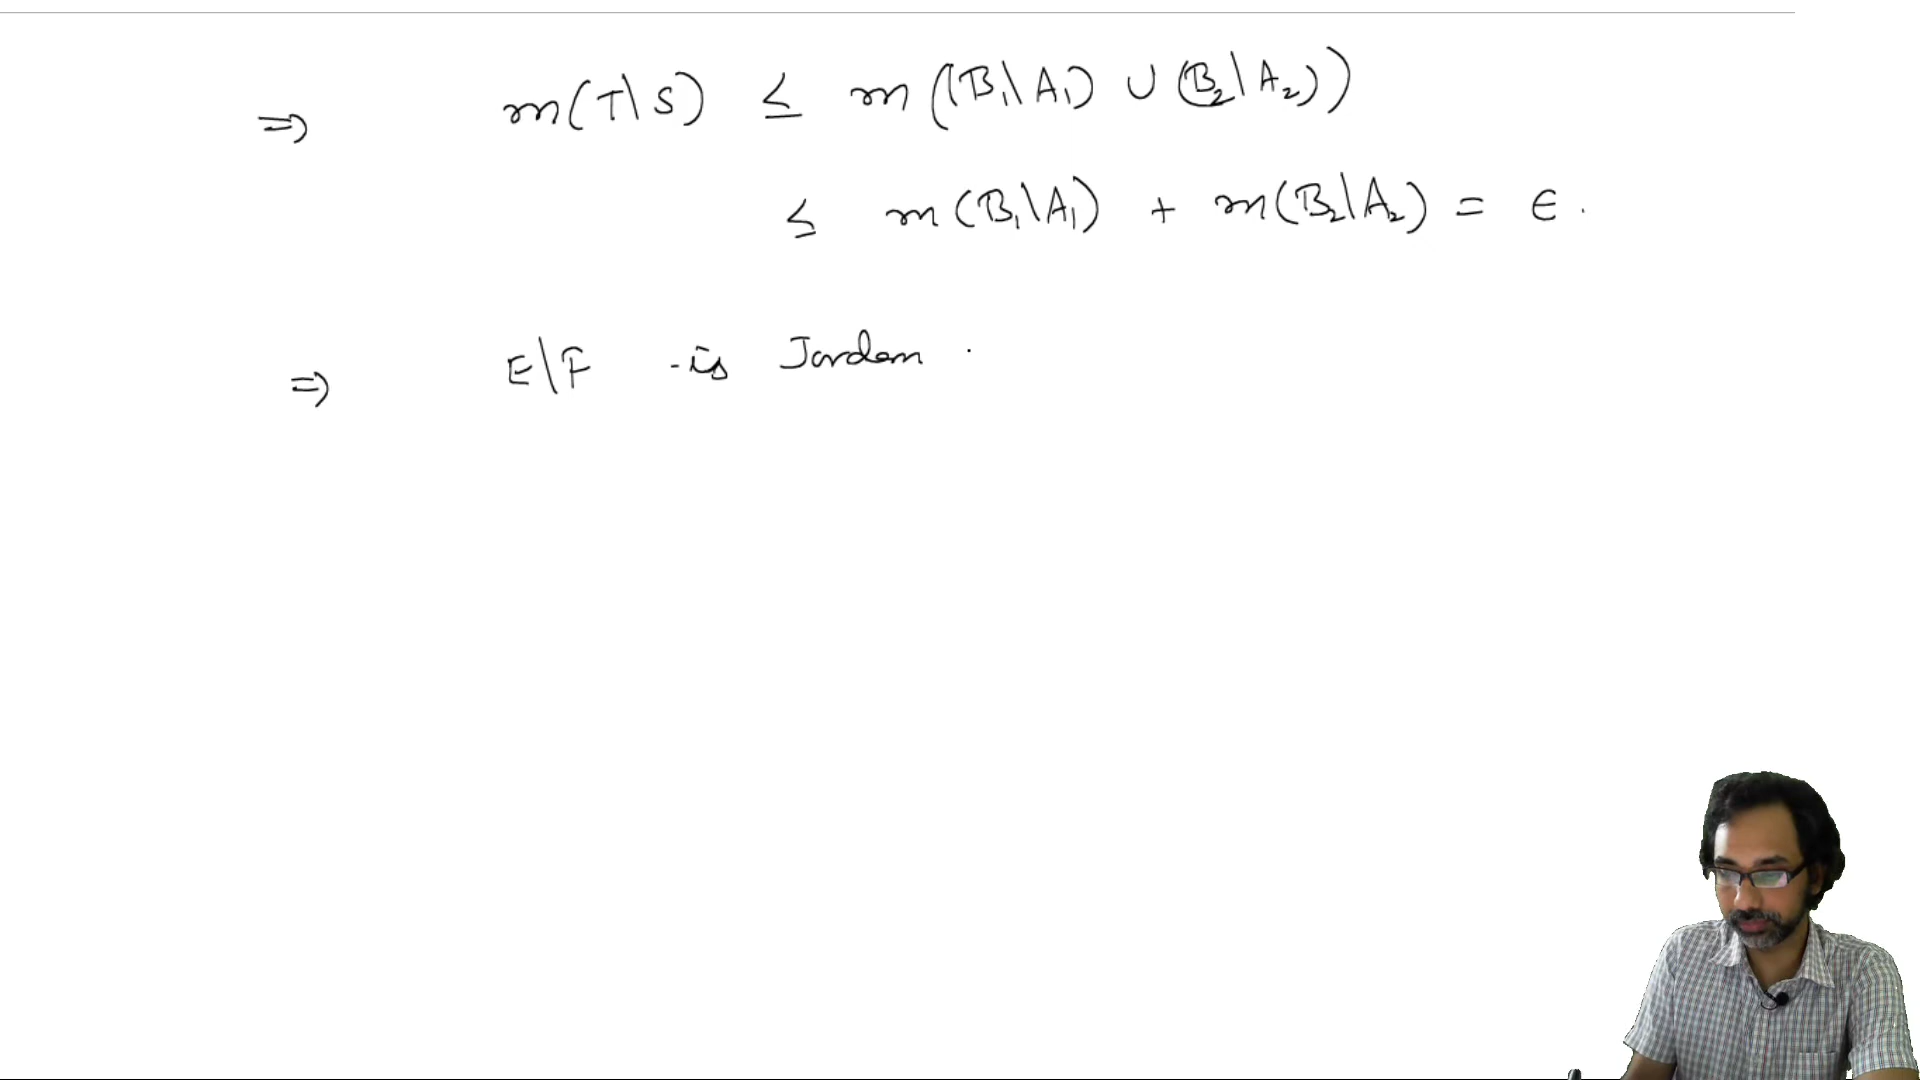 ⇒ m(T\S) ≤ m((B₁\A₁) ∪ (B₂\A₂))
≤ m(B₁\A₁) + m(B₂\A₂) = ϵ.
⇒ E\F is Jordan.